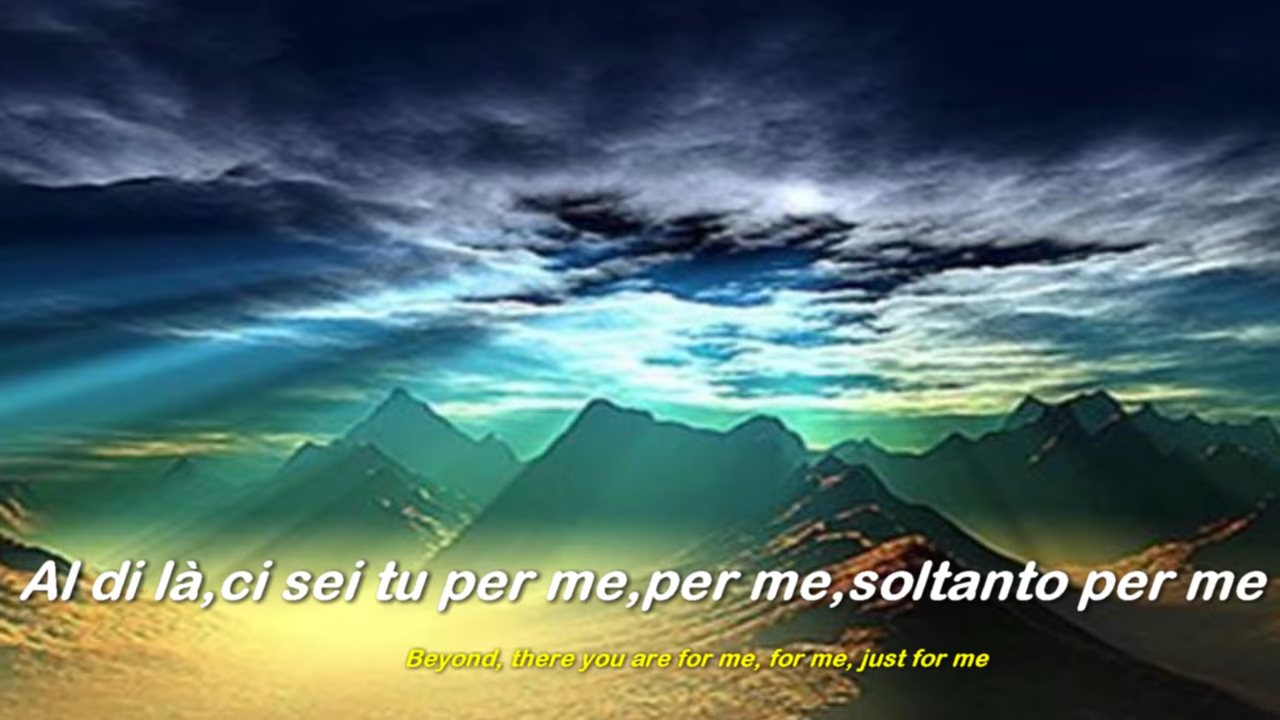 Al di là,ci sei tu per me,per me,soltanto per me
Beyond, there you are for me, for me, just for me